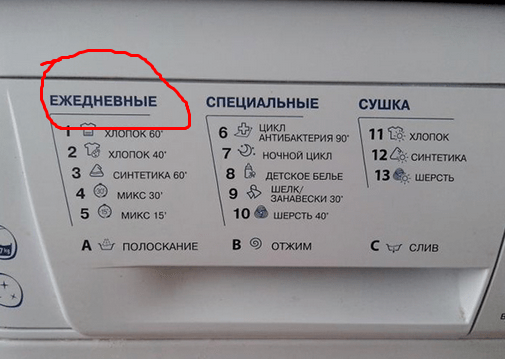 ЕЖЕДНЕВНЫЕ
1 ХЛОПОК 60°
2 ХЛОПОК 40°
3 СИНТЕТИКА 60°
4 МИКС 30'
5 МИКС 15'
СПЕЦИАЛЬНЫЕ
6 ЦИКЛ
АНТИБАКТЕРИЯ 90°
7 НОЧНОЙ ЦИКЛ
8 ДЕТСКОЕ БЕЛЬЕ
9 ШЕЛК/
ЗАНАВЕСКИ 30°
10 ШЕРСТЬ 40°
СУШКА
11 ХЛОПОК
12 СИНТЕТИКА
13 ШЕРСТЬ
A ПОЛОСКАНИЕ
B ОТЖИМ
C СЛИВ